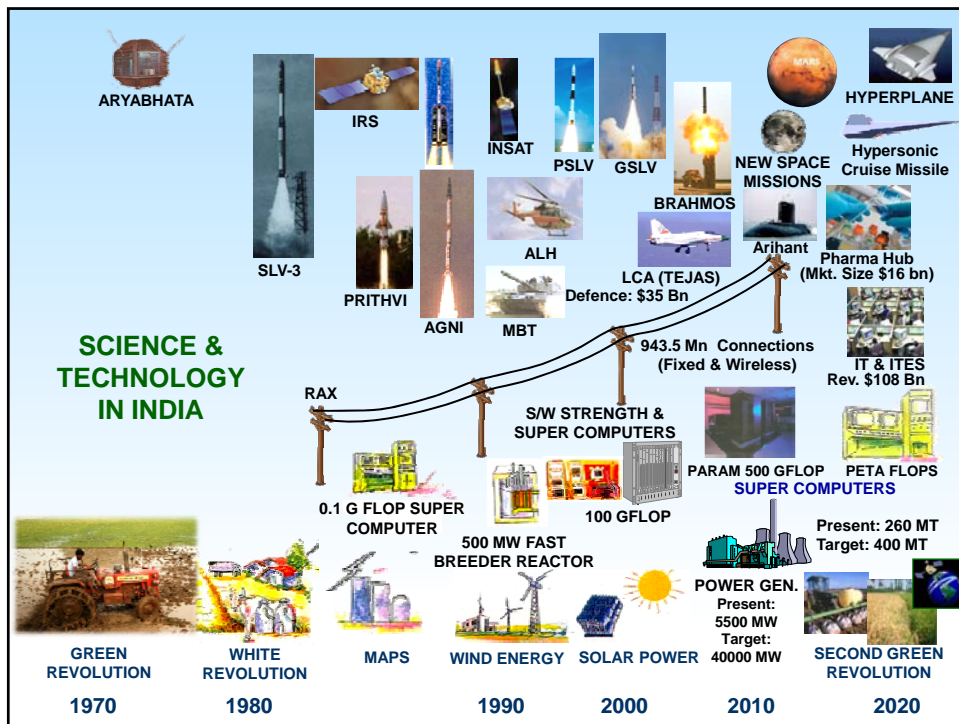 MARS
ARYABHATA
IRS
INSAT
PSLV
GSLV
HYPERPLANE
NEW SPACE
MISSIONS
Hypersonic
Cruise Missile
BRAHMOS
SLV-3
PRITHVI
AGNI
ALH
MBT
LCA (TEJAS)
Defence: $35 Bn
Arihant
Pharma Hub
(Mkt. Size $16 bn)
SCIENCE &
TECHNOLOGY
IN INDIA
RAX
943.5 Mn Connections
(Fixed & Wireless)
IT & ITES
Rev. $108 Bn
S/W STRENGTH &
SUPER COMPUTERS
0.1 G FLOP SUPER
COMPUTER
100 GFLOP
PARAM 500 GFLOP
PETA FLOPS
SUPER COMPUTERS
500 MW FAST
BREEDER REACTOR
Present: 260 MT
Target: 400 MT
POWER GEN.
Present:
5500 MW
Target:
40000 MW
GREEN
REVOLUTION
WHITE
REVOLUTION
MAPS
WIND ENERGY
SOLAR POWER
SECOND GREEN
REVOLUTION
1970
1980
1990
2000
2010
2020